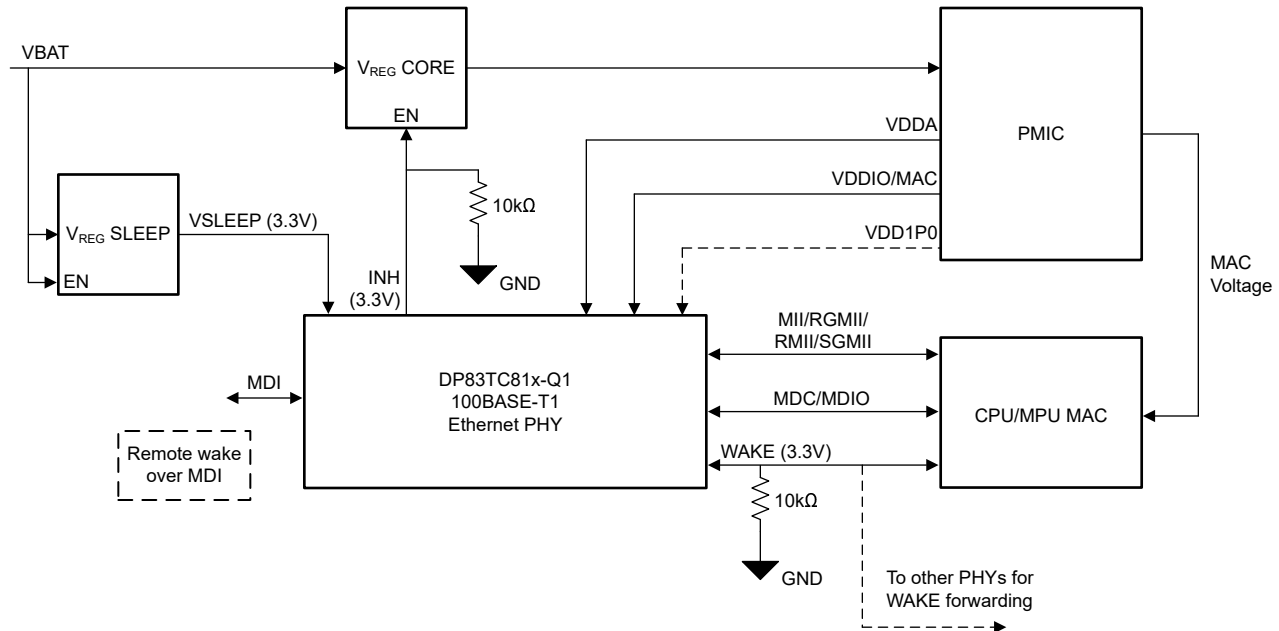 VBAT
VREG CORE
EN
PMIC
VDDA
VDDIO/MAC
VDD1P0
10kΩ
GND
VREG SLEEP
EN
VSLEEP (3.3V)
INH
(3.3V)
MAC
Voltage
MII/RGMII/
RMII/SGMII
MDI
DP83TC81x-Q1
100BASE-T1
Ethernet PHY
MDC/MDIO
CPU/MPU MAC
Remote wake
over MDI
WAKE (3.3V)
10kΩ
GND
To other PHYs for
WAKE forwarding